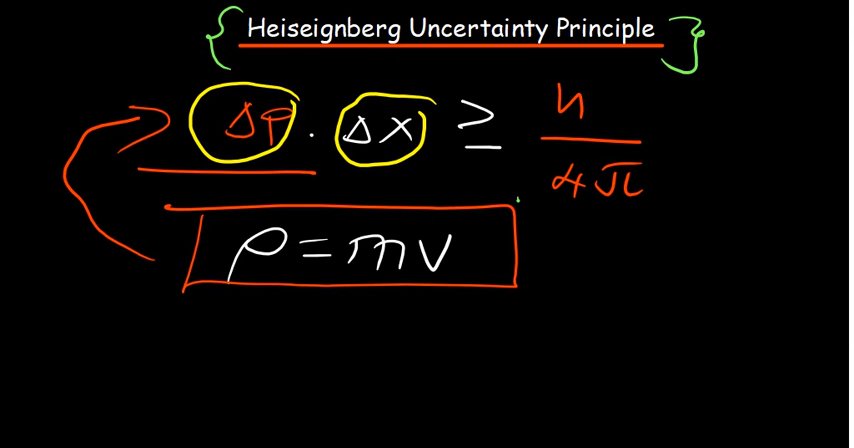 { Heiseignberg Uncertainty Principle }
Δp · Δx ≥ h / 4π
p = mv